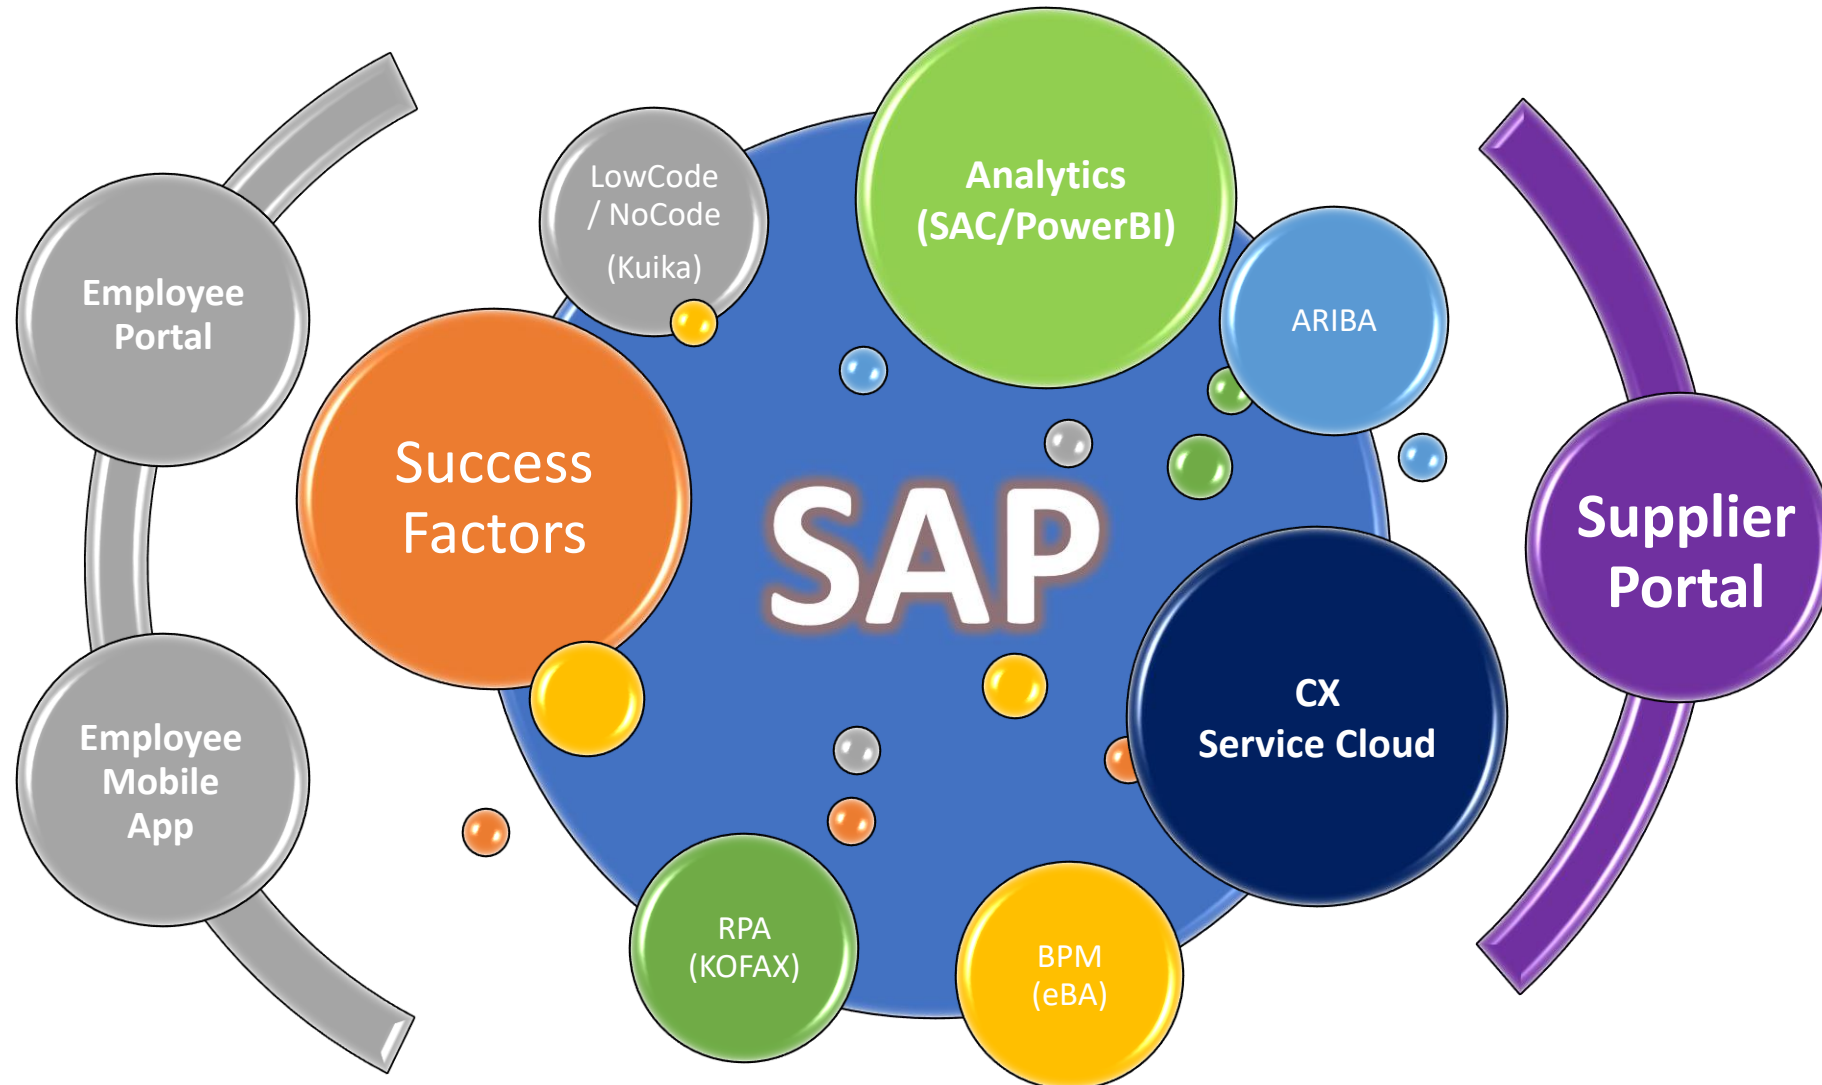 LowCode
/ NoCode
(Kuika)
Analytics
(SAC/PowerBI)
ARIBA
Employee
Portal
Success
Factors
SAP
Supplier
Portal
CX
Service Cloud
Employee
Mobile
App
RPA
(KOFAX)
BPM
(eBA)